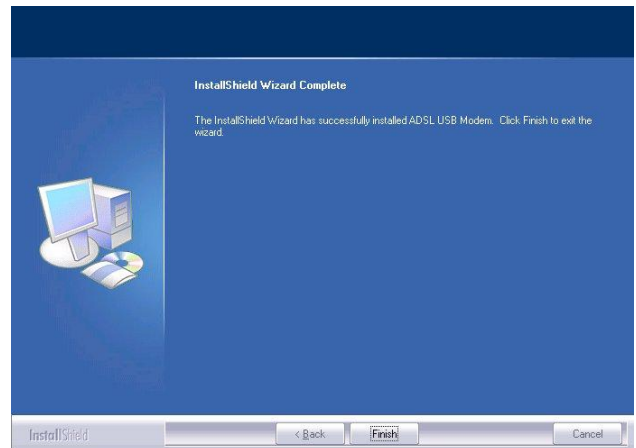 InstallShield Wizard Complete
The InstallShield Wizard has successfully installed ADSL USB Modem. Click Finish to exit the
wizard.
InstallShield
< Back
Finish
Cancel